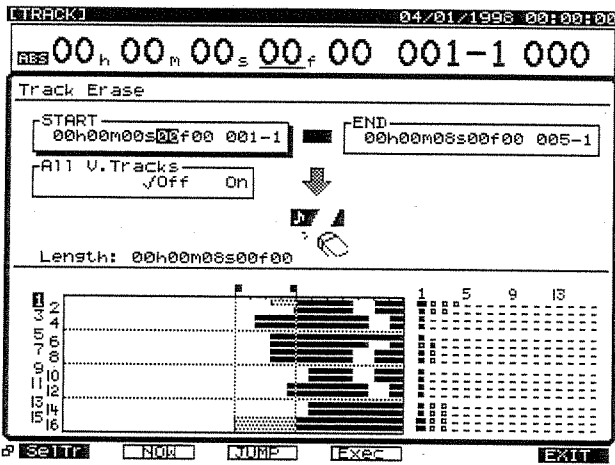 [TRACK] 04/01/1998 00:00:00
ABS 00h 00m 00s 00f 00 001-1 000
Track Erase
START
00h00m00s00f00 001-1
END
00h00m08s00f00 005-1
All V.Tracks
√Off On
Length: 00h00m08s00f00
1 5 9 13
1
2
3
4
5
6
7
8
9
10
11
12
13
14
15
16
SelTr NOW JUMP Exec EXIT